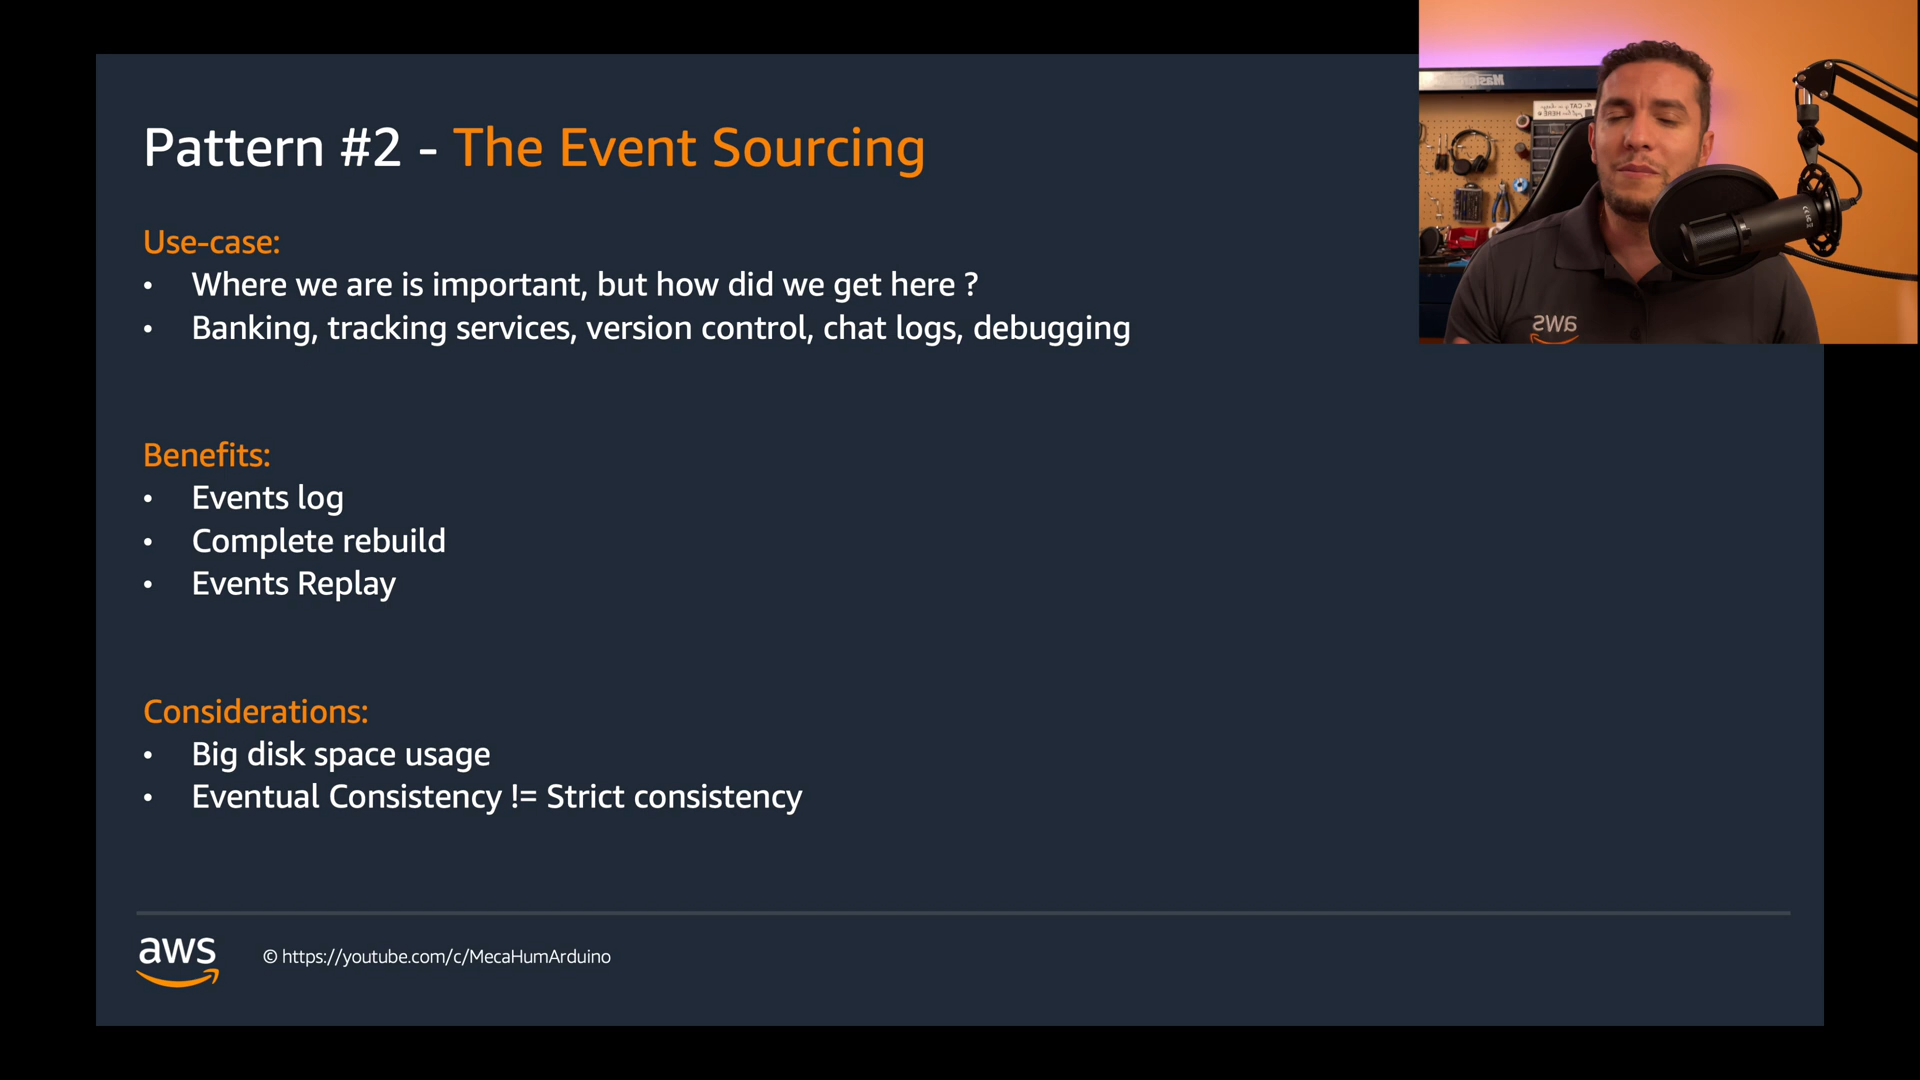 Pattern #2 - The Event Sourcing
Use-case:
• Where we are is important, but how did we get here ?
• Banking, tracking services, version control, chat logs, debugging
Benefits:
• Events log
• Complete rebuild
• Events Replay
Considerations:
• Big disk space usage
• Eventual Consistency != Strict consistency
aws
© https://youtube.com/c/MecaHumArduino
aws